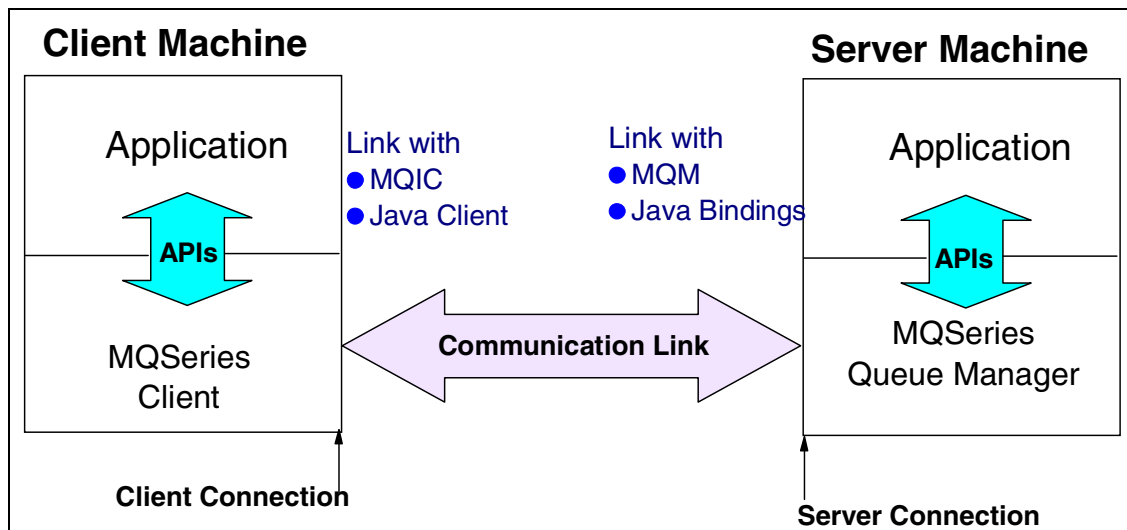 Client Machine
Server Machine
Application
Link with
● MQIC
● Java Client
Link with
● MQM
● Java Bindings
Application
APIs
APIs
MQSeries
Client
Communication Link
MQSeries
Queue Manager
Client Connection
Server Connection